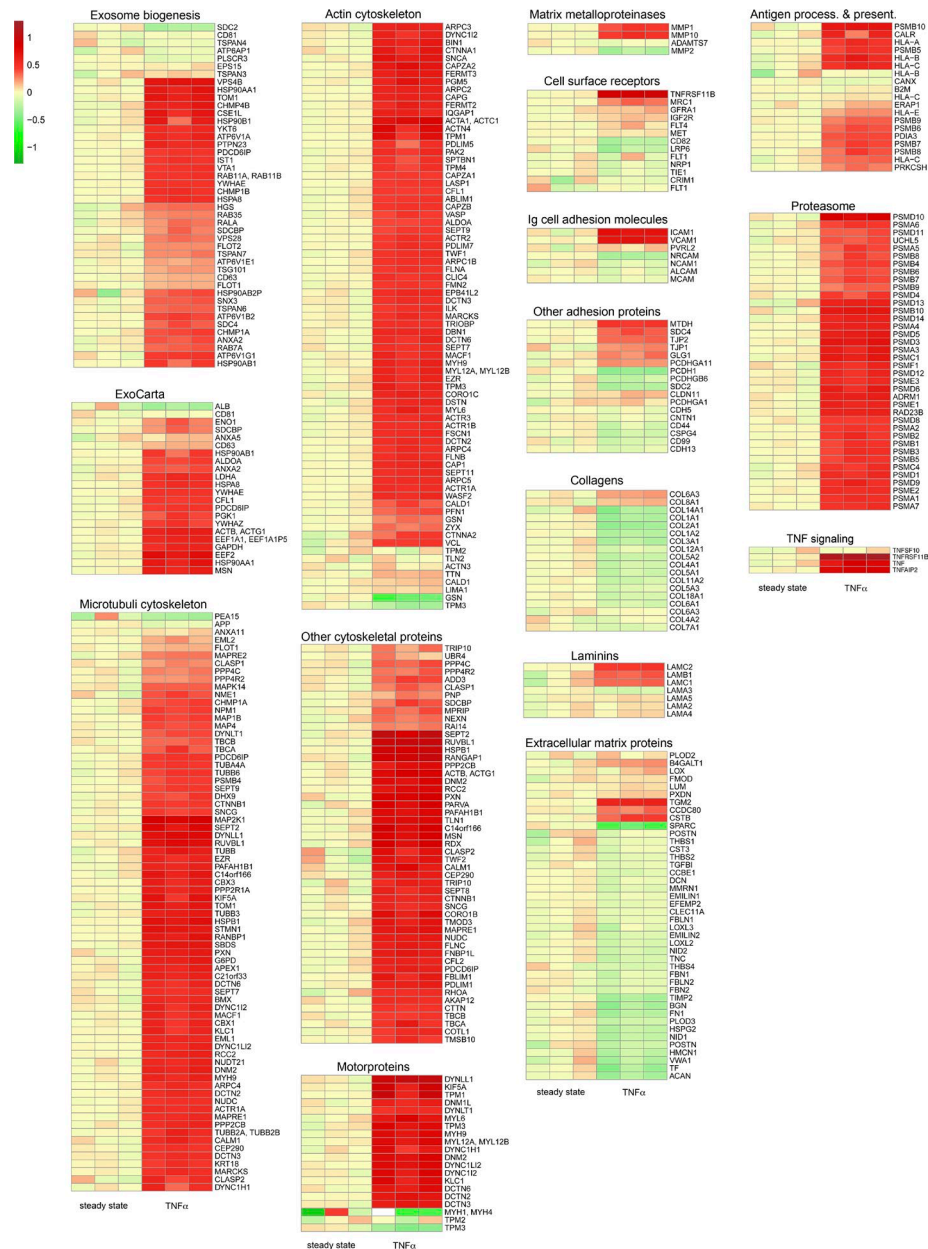 1
0.5
0
−0.5
−1
Exosome biogenesis
SDC2
CD81
TSPAN4
ATP6AP1
PLSCR3
EPS15
TSPAN3
VPS4B
HSP90AA1
TOM1
CHMP4B
CSE1L
HSP90B1
YKT6
ATP6V1A
PTPN23
PDCD6IP
IST1
VTA1
RAB11A, RAB11B
YWHAE
CHMP1B
HSPA8
HGS
RAB35
RALA
SDCBP
VPS28
FLOT2
TSPAN7
ATP6V1E1
TSG101
CD63
FLOT1
HSP90AB2P
SNX3
TSPAN6
ATP6V1B2
SDC4
CHMP1A
ANXA2
RAB7A
ATP6V1G1
HSP90AB1
ExoCarta
ALB
CD81
ENO1
SDCBP
ANXA5
CD63
HSP90AB1
ALDOA
ANXA2
LDHA
HSPA8
YWHAE
CFL1
PDCD6IP
PGK1
YWHAZ
ACTB, ACTG1
EEF1A1, EEF1A1P5
GAPDH
EEF2
HSP90AA1
MSN
Microtubuli cytoskeleton
PEA15
APP
ANXA11
EML2
FLOT1
MAPRE2
CLASP1
PPP4C
PPP4R2
MAPK14
NME1
CHMP1A
NPM1
MAP1B
MAP4
DYNLT1
TBCB
TBCA
PDCD6IP
TUBA4A
TUBB6
PSMB4
SEPT9
DHX9
CTNNB1
SNCG
MAP2K1
SEPT2
DYNLL1
RUVBL1
TUBB
EZR
PAFAH1B1
C14orf166
CBX3
PPP2R1A
KIF5A
TOM1
TUBB3
HSPB1
STMN1
RANBP1
SBDS
PXN
G6PD
APEX1
C21orf33
DCTN6
SEPT7
BMX
DYNC1I2
MACF1
CBX1
KLC1
EML1
DYNC1LI2
RCC2
NUDT21
DNM2
MYH9
ARPC4
DCTN2
NUDC
ACTR1A
MAPRE1
PPP2CB
TUBB2A, TUBB2B
CALM1
CEP290
DCTN3
KRT18
MARCKS
CLASP2
DYNC1H1
steady state TNFα
Actin cytoskeleton
ARPC3
DYNC1I2
BIN1
CTNNA1
SNCA
CAPZA2
FERMT3
PGM5
ARPC2
CAPG
FERMT2
IQGAP1
ACTA1, ACTC1
ACTN4
TPM1
PDLIM5
PAK2
SPTBN1
TPM4
CAPZA1
LASP1
CFL1
ABLIM1
CAPZB
VASP
ALDOA
SEPT9
ACTR2
PDLIM7
TWF1
ARPC1B
FLNA
CLIC4
FMN2
EPB41L2
DCTN3
ILK
MARCKS
TRIOBP
DBN1
DCTN6
SEPT7
MACF1
MYH9
MYL12A, MYL12B
EZR
TPM3
CORO1C
DSTN
MYL6
ACTR3
ACTR1B
FSCN1
DCTN2
ARPC4
FLNB
CAP1
SEPT11
ARPC5
ACTR1A
WASF2
CALD1
PFN1
GSN
ZYX
CTNNA2
VCL
TPM2
TLN2
ACTN3
TTN
CALD1
LIMA1
GSN
TPM3
Other cytoskeletal proteins
TRIP10
UBR4
PPP4C
PPP4R2
ADD3
CLASP1
PNP
SDCBP
MPRIP
NEXN
RAI14
SEPT2
RUVBL1
HSPB1
RANGAP1
PPP2CB
ACTB, ACTG1
DNM2
RCC2
PXN
PARVA
PAFAH1B1
TLN1
C14orf166
MSN
RDX
CLASP2
TWF2
CALM1
CEP290
TRIP10
SEPT8
CTNNB1
SNCG
CORO1B
TMOD3
MAPRE1
NUDC
FLNC
FNBP1L
CFL2
PDCD6IP
FBLIM1
PDLIM1
RHOA
AKAP12
CTTN
TBCB
TBCA
COTL1
TMSB10
Motorproteins
DYNLL1
KIF5A
TPM1
DNM1L
DYNLT1
MYL6
TPM3
MYH9
MYL12A, MYL12B
DYNC1H1
DNM2
DYNC1LI2
DYNC1I2
KLC1
DCTN6
DCTN2
DCTN3
MYH1, MYH4
TPM2
TPM3
steady state TNFα
Matrix metalloproteinases
MMP1
MMP10
ADAMTS7
MMP2
Cell surface receptors
TNFRSF11B
MRC1
GFRA1
IGF2R
FLT4
MET
CD82
LRP6
FLT1
NRP1
TIE1
CRIM1
FLT1
Ig cell adhesion molecules
ICAM1
VCAM1
PVRL2
NRCAM
NCAM1
ALCAM
MCAM
Other adhesion proteins
MTDH
SDC4
TJP2
TJP1
GLG1
PCDHGA11
PCDH1
PCDHGB6
SDC2
CLDN11
PCDHGA1
CDH5
CNTN1
CD44
CSPG4
CD99
CDH13
Collagens
COL6A3
COL8A1
COL14A1
COL1A1
COL2A1
COL1A2
COL3A1
COL12A1
COL5A2
COL4A1
COL5A1
COL11A2
COL5A3
COL18A1
COL6A1
COL6A3
COL4A2
COL7A1
Laminins
LAMC2
LAMB1
LAMC1
LAMA3
LAMA5
LAMA2
LAMA4
Extracellular matrix proteins
PLOD2
B4GALT1
LOX
FMOD
LUM
PXDN
TGM2
CCDC80
CSTB
SPARC
POSTN
THBS1
CST3
THBS2
TGFBI
CCBE1
DCN
MMRN1
EMILIN1
EFEMP2
CLEC11A
FBLN1
LOXL3
EMILIN2
LOXL2
NID2
TNC
THBS4
FBN1
FBLN2
FBN2
TIMP2
BGN
FN1
PLOD3
HSPG2
NID1
POSTN
HMCN1
VWA1
TF
ACAN
steady state TNFα
Antigen process. & present.
PSMB10
CALR
HLA−A
PSMB5
HLA−B
HLA−C
HLA−B
CANX
B2M
HLA−C
ERAP1
HLA−E
PSMB9
PSMB6
PDIA3
PSMB7
PSMB8
HLA−C
PRKCSH
Proteasome
PSMD10
PSMA6
PSMD11
UCHL5
PSMA5
PSMB8
PSMB4
PSMB6
PSMB7
PSMB9
PSMD4
PSMD13
PSMB10
PSMD14
PSMA4
PSMD5
PSMD3
PSMA3
PSMC1
PSMF1
PSMD12
PSME3
PSMD6
ADRM1
PSME1
RAD23B
PSMD8
PSMA2
PSMB2
PSMB1
PSMB3
PSMB5
PSMC4
PSMD1
PSMD9
PSME2
PSMA1
PSMA7
TNF signaling
TNFSF10
TNFRSF11B
TNF
TNFAIP2
steady state TNFα